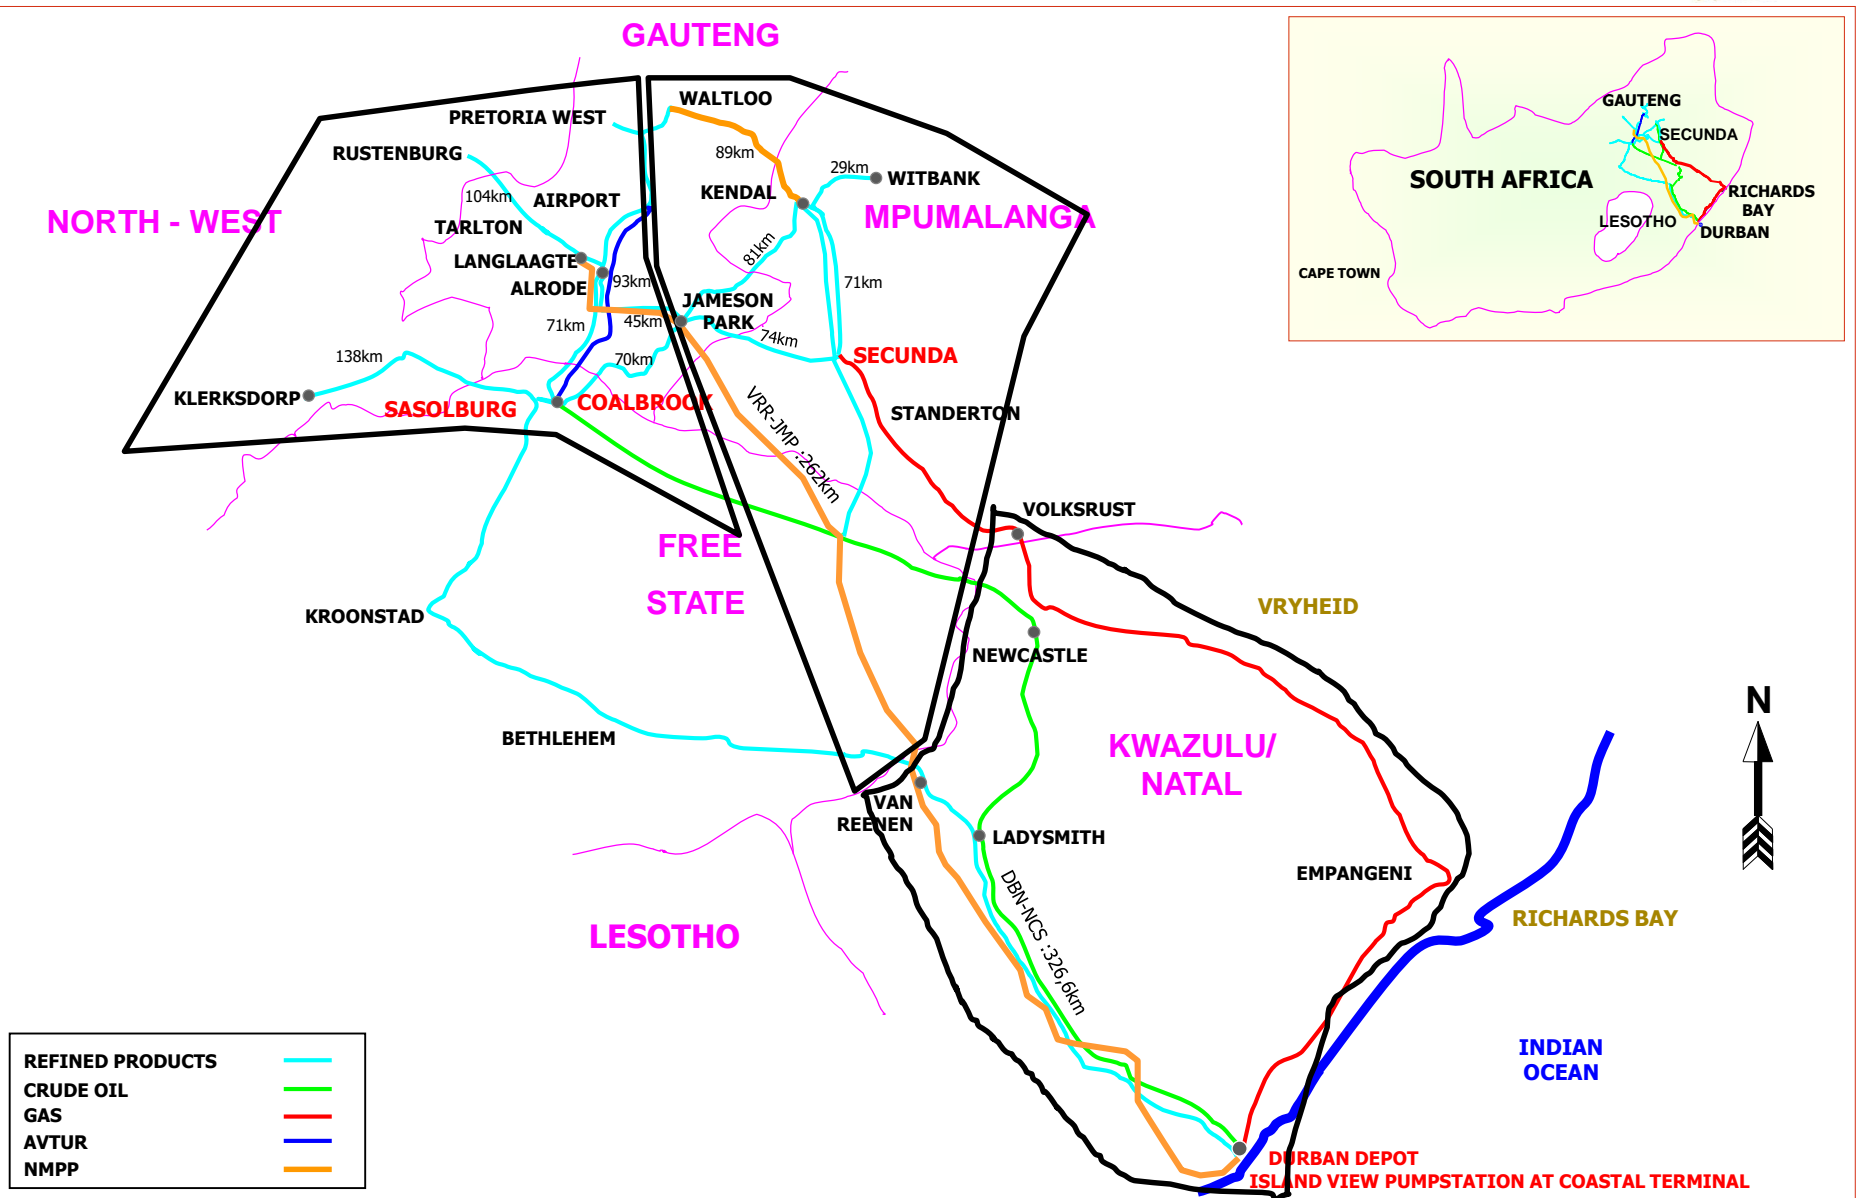 GAUTENG
WALTLOO
PRETORIA WEST
RUSTENBURG
89km
29km
WITBANK
KENDAL
104km
AIRPORT
NORTH - WEST
MPUMALANGA
TARLTON
81km
LANGLAAGTE
93km
71km
ALRODE
JAMESON
PARK
71km
45km
74km
138km
70km
SECUNDA
KLERKSDORP
SASOLBURG
COALBROOK
VRR-JMP :262km
STANDERTON
VOLKSRUST
FREE
STATE
VRYHEID
KROONSTAD
NEWCASTLE
BETHLEHEM
KWAZULU/
NATAL
VAN
REENEN
LADYSMITH
EMPANGENI
DBN-NCS :326,6km
LESOTHO
RICHARDS BAY
INDIAN
OCEAN
DURBAN DEPOT
ISLAND VIEW PUMPSTATION AT COASTAL TERMINAL
N
GAUTENG
SECUNDA
SOUTH AFRICA
RICHARDS
BAY
LESOTHO
DURBAN
CAPE TOWN
REFINED PRODUCTS
CRUDE OIL
GAS
AVTUR
NMPP